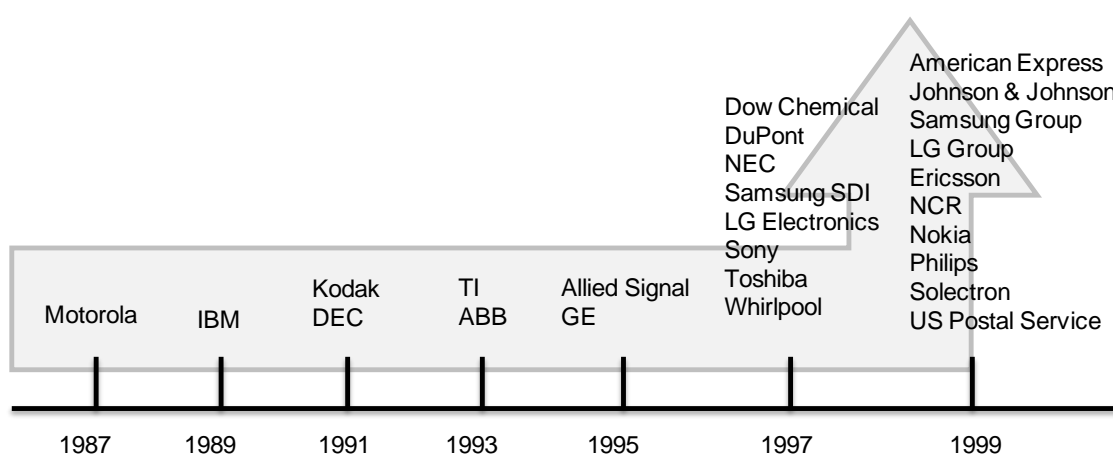 Motorola
IBM
Kodak
DEC
TI
ABB
Allied Signal
GE
Dow Chemical
DuPont
NEC
Samsung SDI
LG Electronics
Sony
Toshiba
Whirlpool
American Express
Johnson & Johnson
Samsung Group
LG Group
Ericsson
NCR
Nokia
Philips
Solectron
US Postal Service
1987
1989
1991
1993
1995
1997
1999